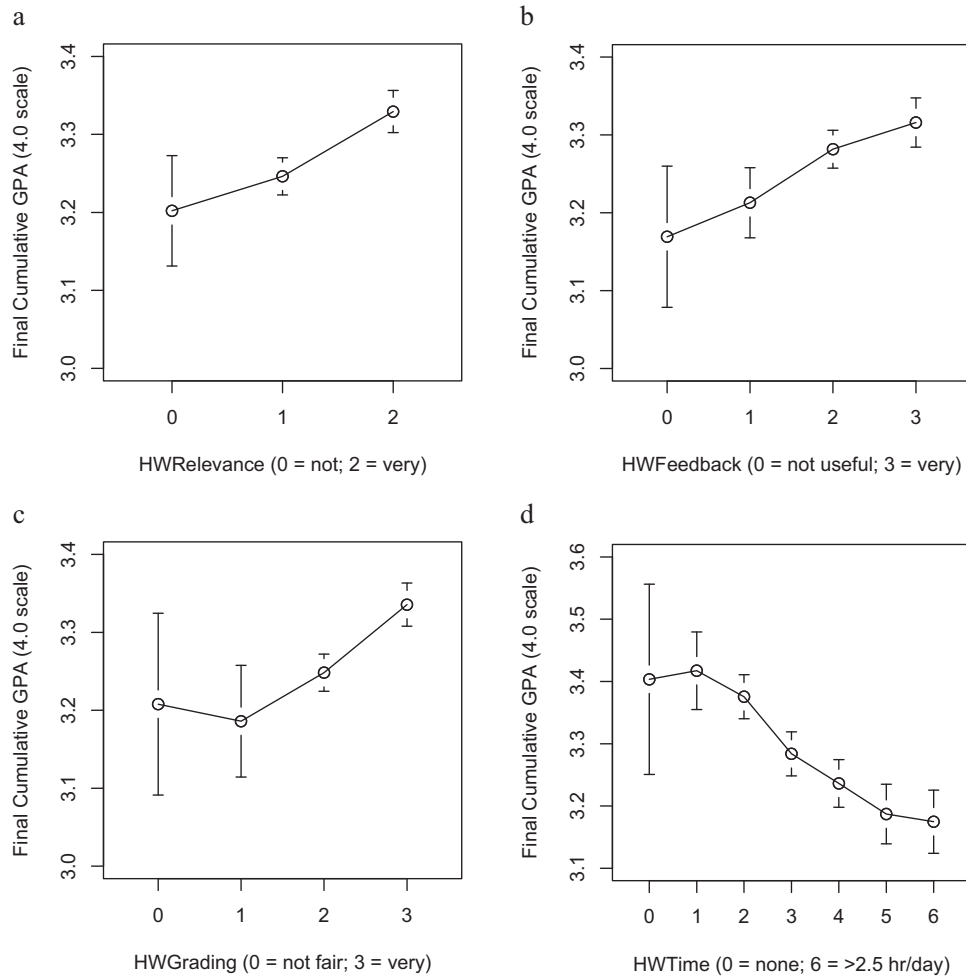 a
3.4
3.3
3.2
3.1
3.0
Final Cumulative GPA (4.0 scale)
0 1 2
HWRelevance (0 = not; 2 = very)
b
3.4
3.3
3.2
3.1
3.0
Final Cumulative GPA (4.0 scale)
0 1 2 3
HWFeedback (0 = not useful; 3 = very)
c
3.4
3.3
3.2
3.1
3.0
Final Cumulative GPA (4.0 scale)
0 1 2 3
HWGrading (0 = not fair; 3 = very)
d
3.6
3.5
3.4
3.3
3.2
3.1
Final Cumulative GPA (4.0 scale)
0 1 2 3 4 5 6
HWTime (0 = none; 6 = >2.5 hr/day)